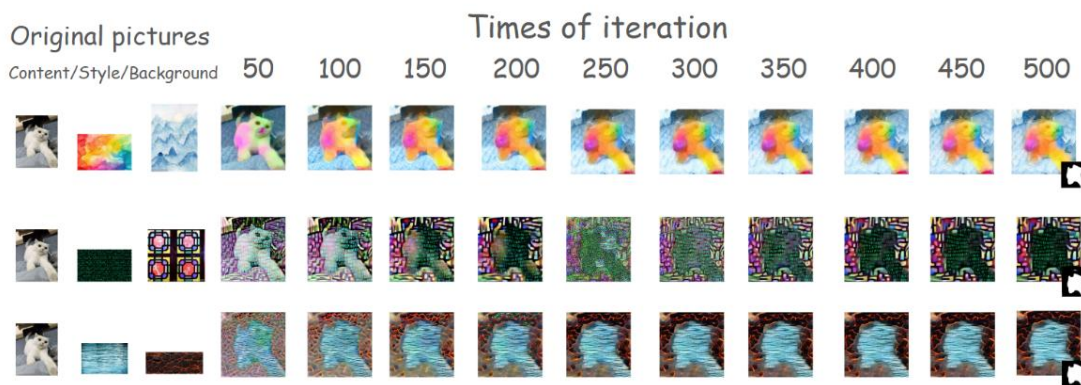 Times of iteration
Original pictures
Content/Style/Background 50 100 150 200 250 300 350 400 450 500